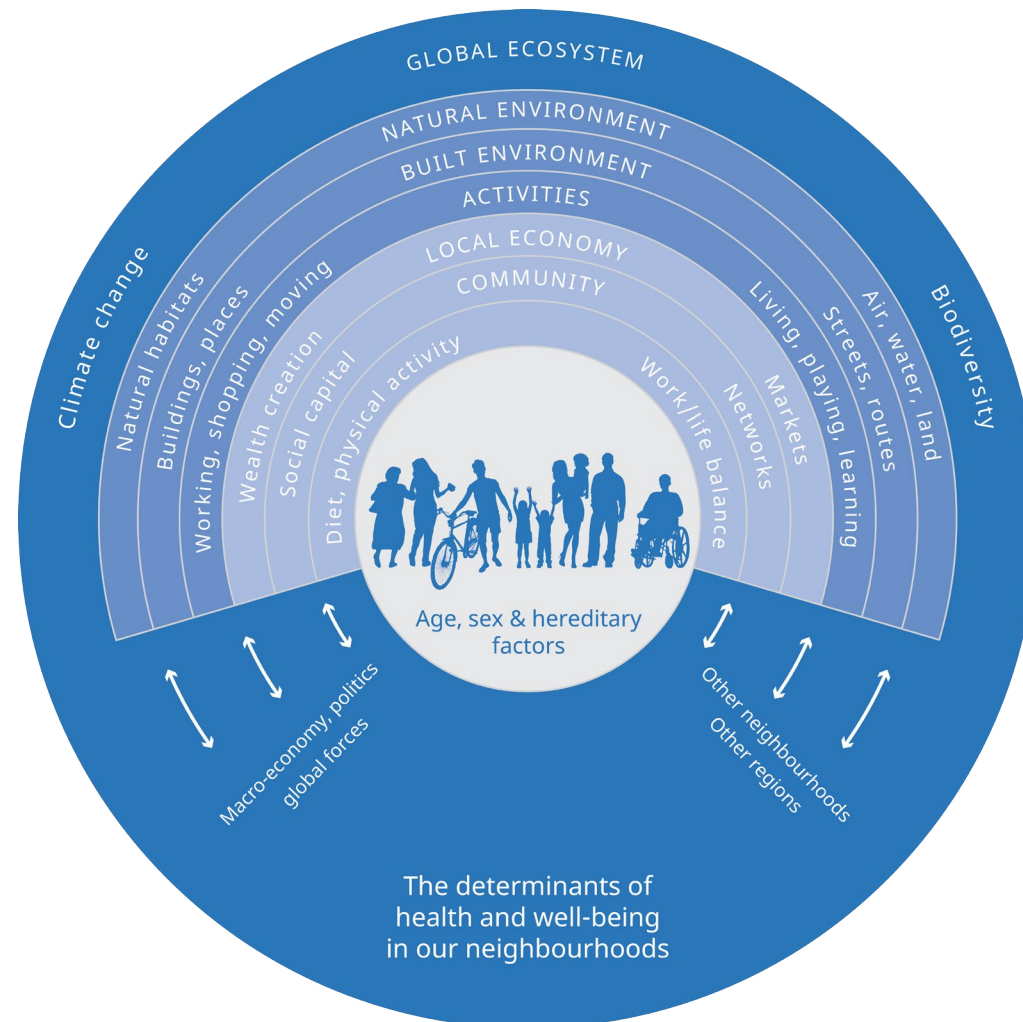 GLOBAL ECOSYSTEM
NATURAL ENVIRONMENT
BUILT ENVIRONMENT
ACTIVITIES
LOCAL ECONOMY
COMMUNITY
Climate change
Natural habitats
Buildings, places
Working, shopping, moving
Wealth creation
Social capital
Diet, physical activity
Work/life balance
Networks
Markets
Living, playing, learning
Streets, routes
Air, water, land
Biodiversity
Age, sex & hereditary
factors
Macro-economy, politics
global forces
Other neighbourhoods
Other regions
The determinants of
health and well-being
in our neighbourhoods